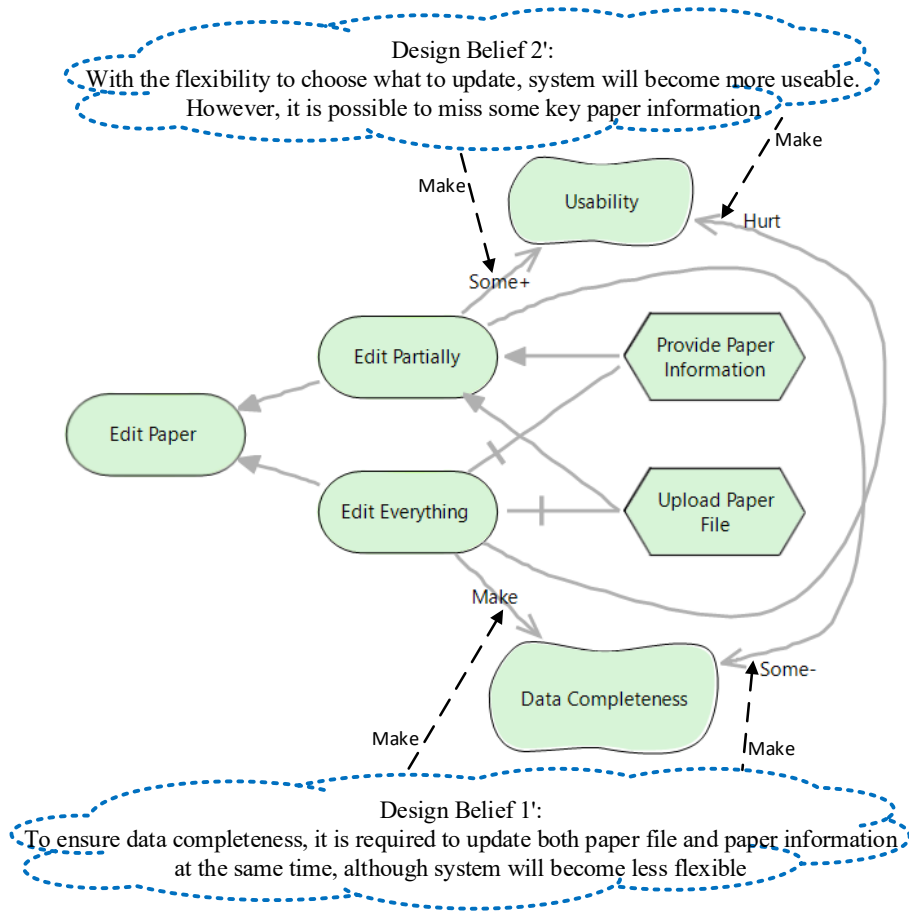 Design Belief 2':
With the flexibility to choose what to update, system will become more useable.
However, it is possible to miss some key paper information
Make
Make
Usability
Hurt
Some+
Edit Partially
Provide Paper
Information
Edit Paper
Edit Everything
Upload Paper
File
Make
Some-
Data Completeness
Make
Make
Design Belief 1':
To ensure data completeness, it is required to update both paper file and paper information
at the same time, although system will become less flexible